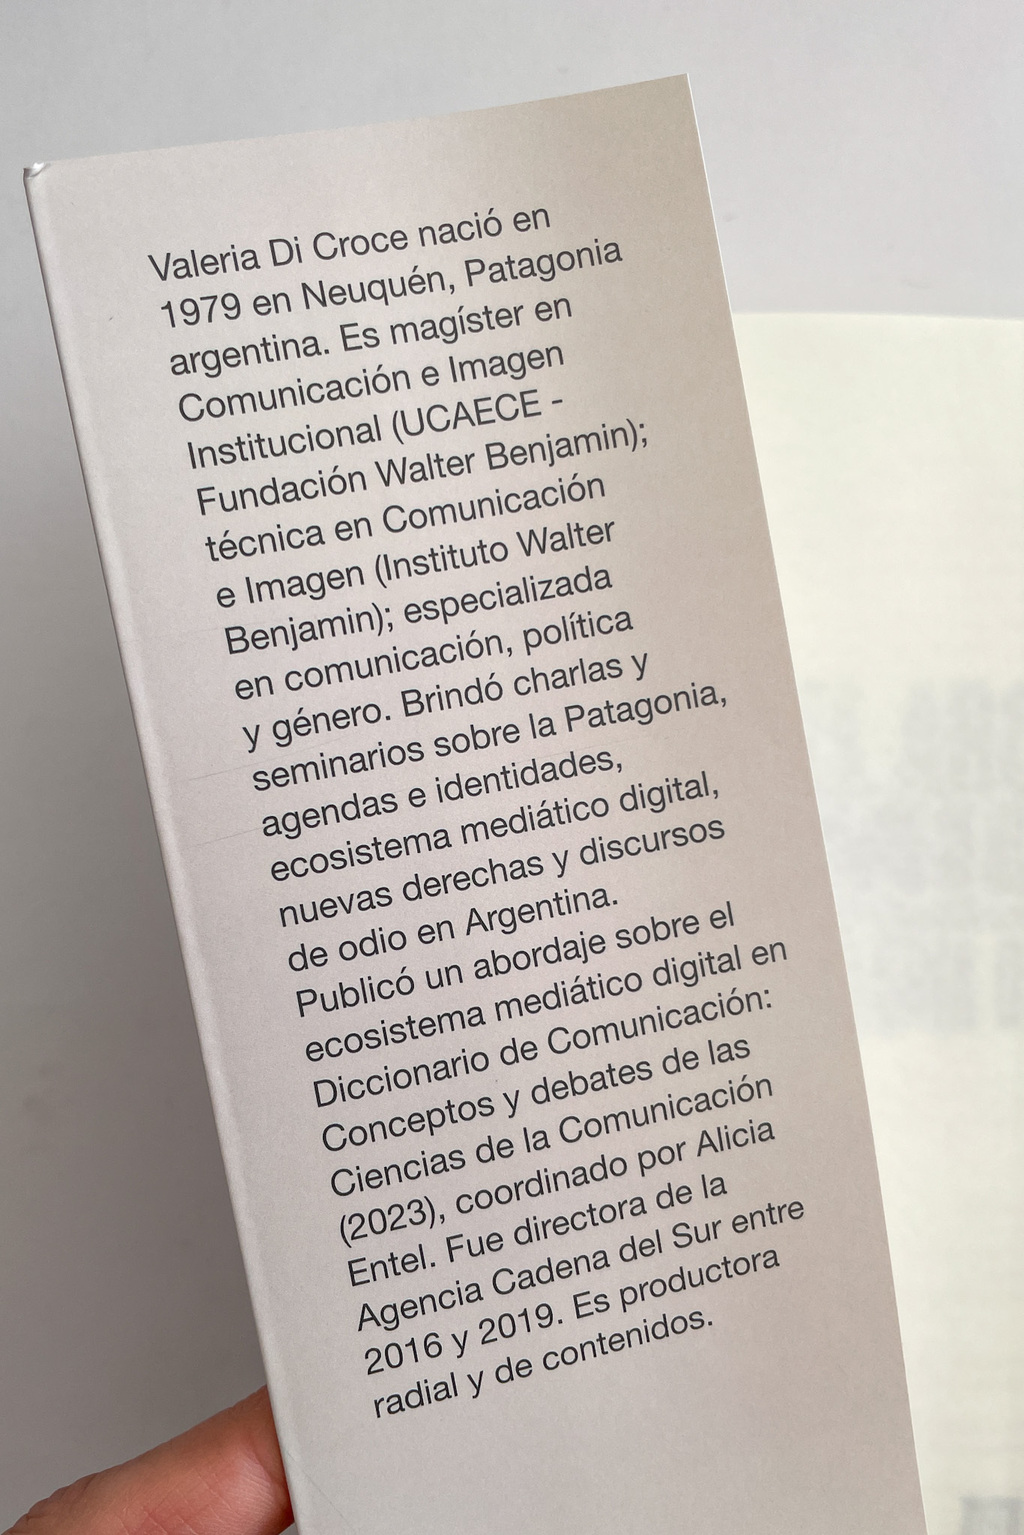 Valeria Di Croce nació en
1979 en Neuquén, Patagonia
argentina. Es magíster en
Comunicación e Imagen
Institucional (UCAECE -
Fundación Walter Benjamin);
técnica en Comunicación
e Imagen (Instituto Walter
Benjamin); especializada
en comunicación, política
y género. Brindó charlas y
seminarios sobre la Patagonia,
agendas e identidades,
ecosistema mediático digital,
nuevas derechas y discursos
de odio en Argentina.
Publicó un abordaje sobre el
ecosistema mediático digital en
Diccionario de Comunicación:
Conceptos y debates de las
Ciencias de la Comunicación
(2023), coordinado por Alicia
Entel. Fue directora de la
Agencia Cadena del Sur entre
2016 y 2019. Es productora
radial y de contenidos.